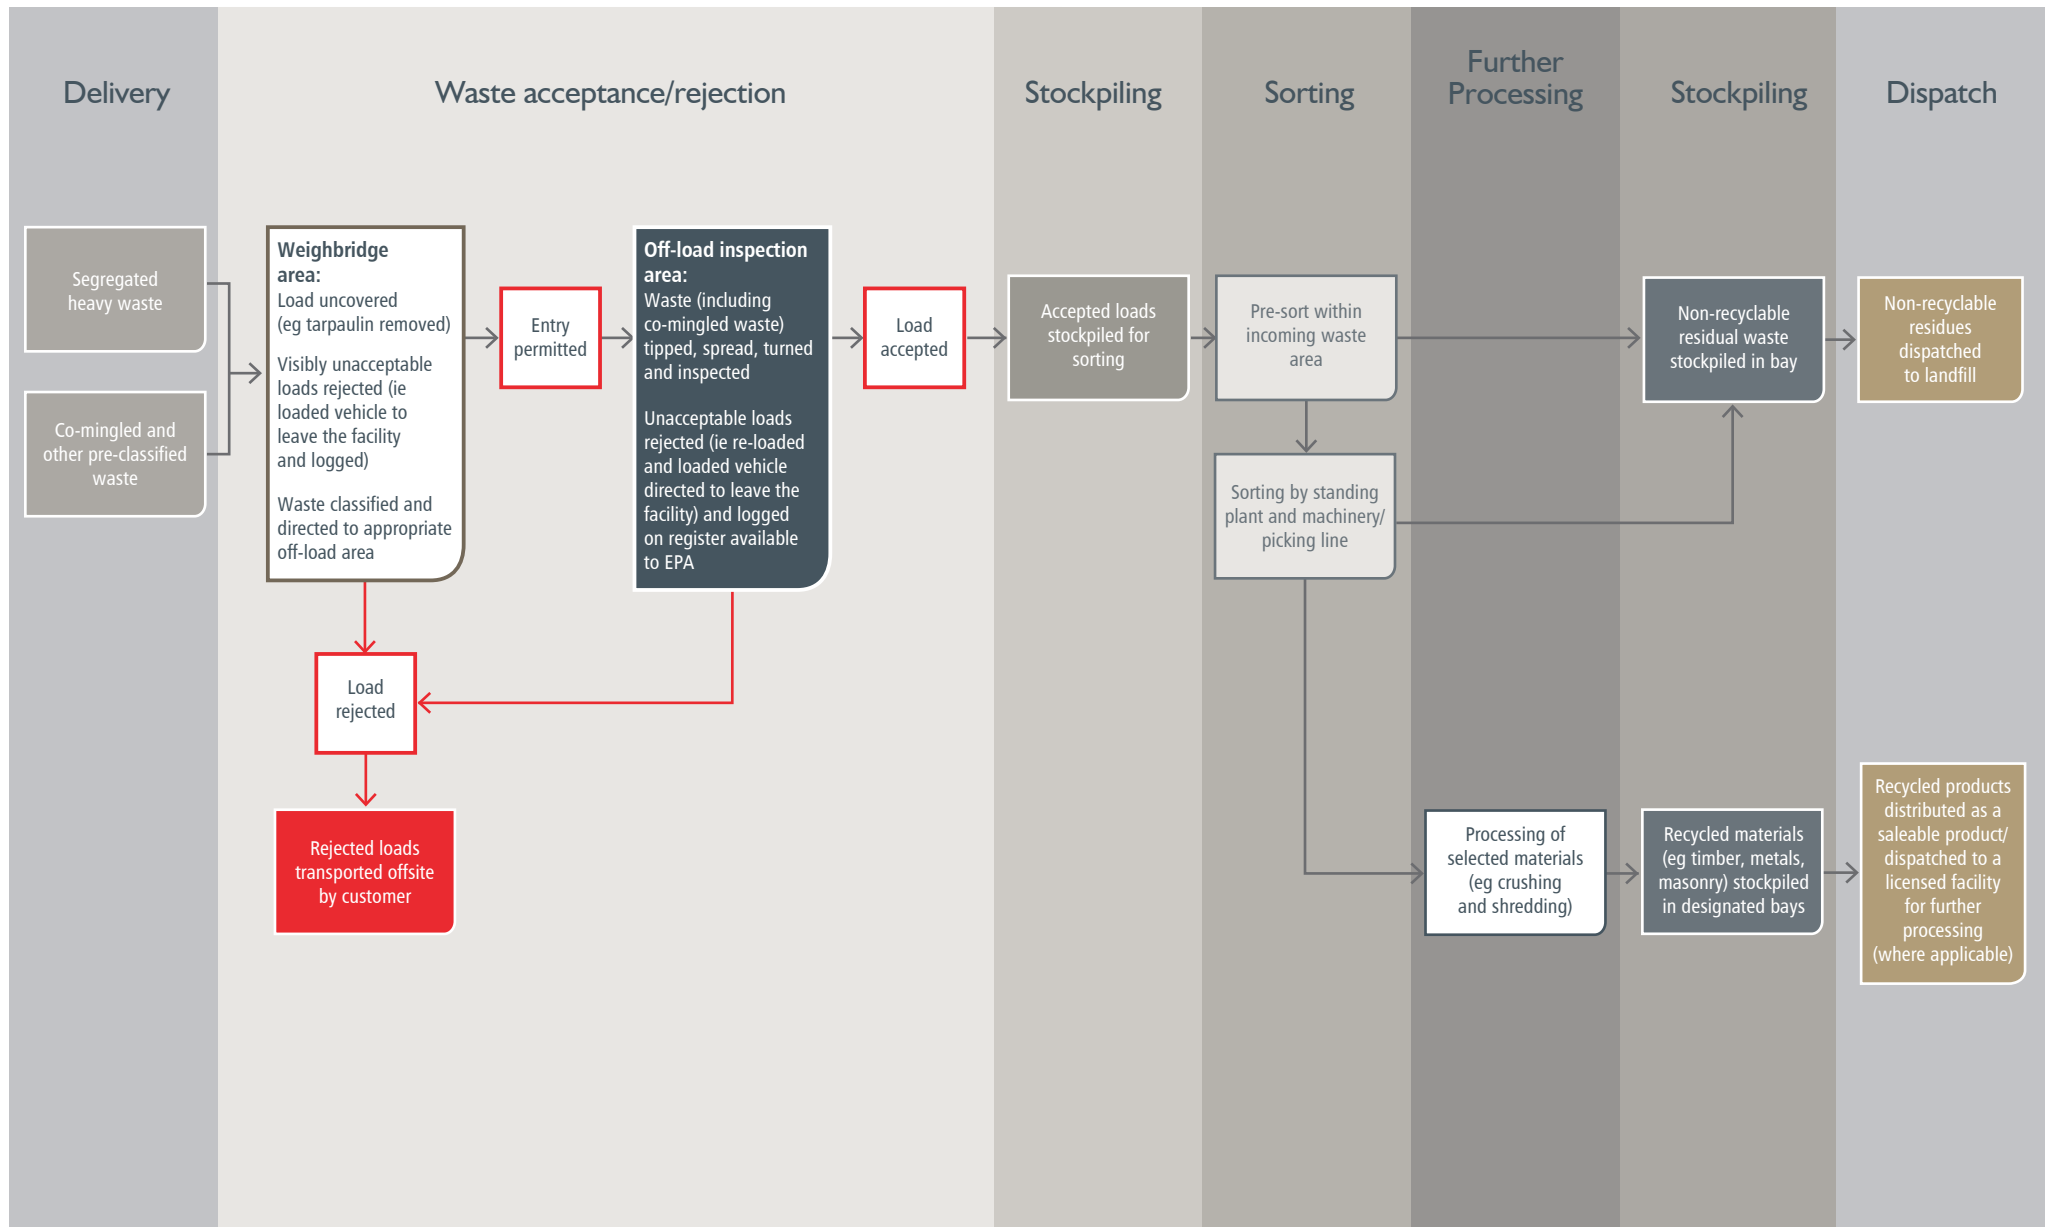 Delivery
Waste acceptance/rejection
Stockpiling
Sorting
Further
Processing
Stockpiling
Dispatch
Segregated
heavy waste
Co-mingled and
other pre-classified
waste
Weighbridge
area:
Load uncovered
(eg tarpaulin removed)
Visibly unacceptable
loads rejected (ie
loaded vehicle to
leave the facility
and logged)
Waste classified and
directed to appropriate
off-load area
Entry
permitted
Off-load inspection
area:
Waste (including
co-mingled waste)
tipped, spread, turned
and inspected
Unacceptable loads
rejected (ie re-loaded
and loaded vehicle
directed to leave the
facility) and logged
on register available
to EPA
Load
accepted
Load
rejected
Rejected loads
transported offsite
by customer
Accepted loads
stockpiled for
sorting
Pre-sort within
incoming waste
area
Sorting by standing
plant and machinery/
picking line
Processing of
selected materials
(eg crushing
and shredding)
Non-recyclable
residual waste
stockpiled in bay
Recycled materials
(eg timber, metals,
masonry) stockpiled
in designated bays
Non-recyclable
residues
dispatched
to landfill
Recycled products
distributed as a
saleable product/
dispatched to a
licensed facility
for further
processing
(where applicable)